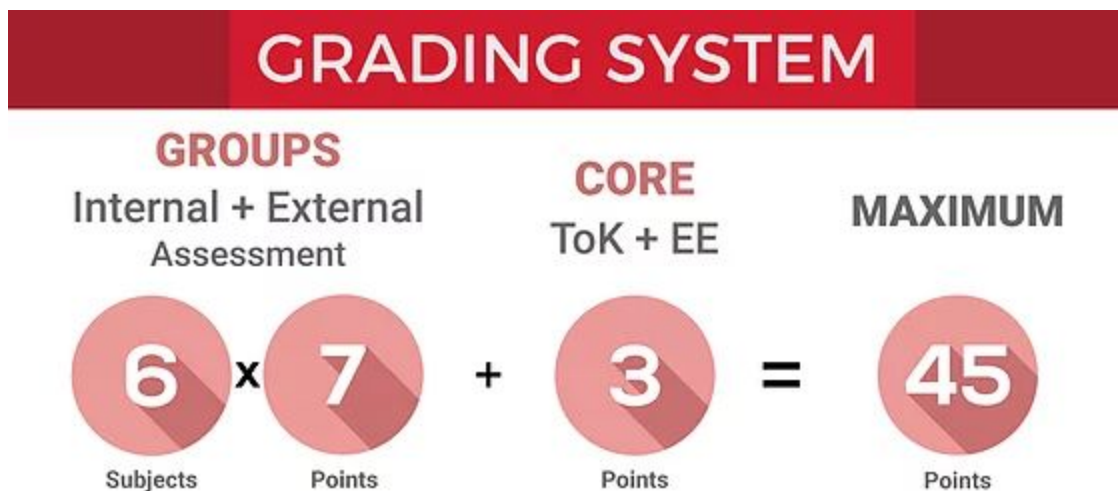 GRADING SYSTEM
GROUPS
Internal + External
Assessment
CORE
ToK + EE
MAXIMUM
6 x 7 + 3 = 45
Subjects Points Points Points